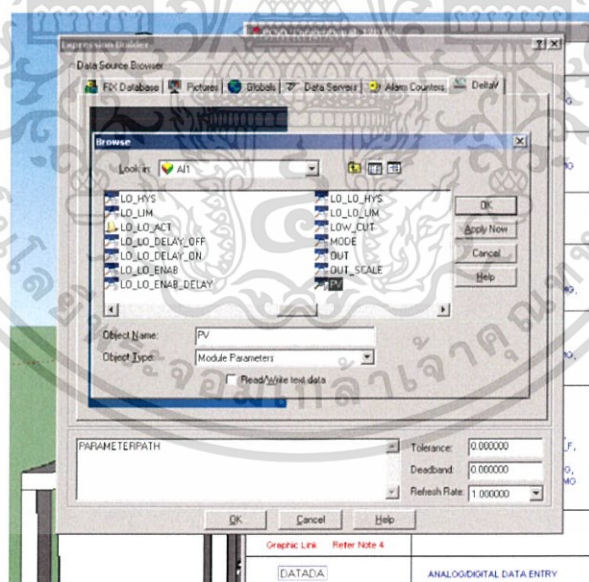 Expression Builder
Data Source Browser
FIX Database
Pictures
Globals
Data Servers
Alarm Counters
DeltaV
Browse
Look in:
AI1
LO_HYS
LO_LIM
LO_LO_ACT
LO_LO_DELAY_OFF
LO_LO_DELAY_ON
LO_LO_ENAB
LO_LO_ENAB_DELAY
LO_LO_HYS
LO_LO_LIM
LOW_CUT
MODE
OUT
OUT_SCALE
PV
OK
Apply Now
Cancel
Help
Object Name:
PV
Object Type:
Module Parameters
Read/Write text data
PARAMETERPATH
Tolerance:
0.000000
Deadband:
0.000000
Refresh Rate:
1.000000
OK
Cancel
Help
Graphic Link Refer Note 4
DATADA
ANALOG/DIGITAL DATA ENTRY